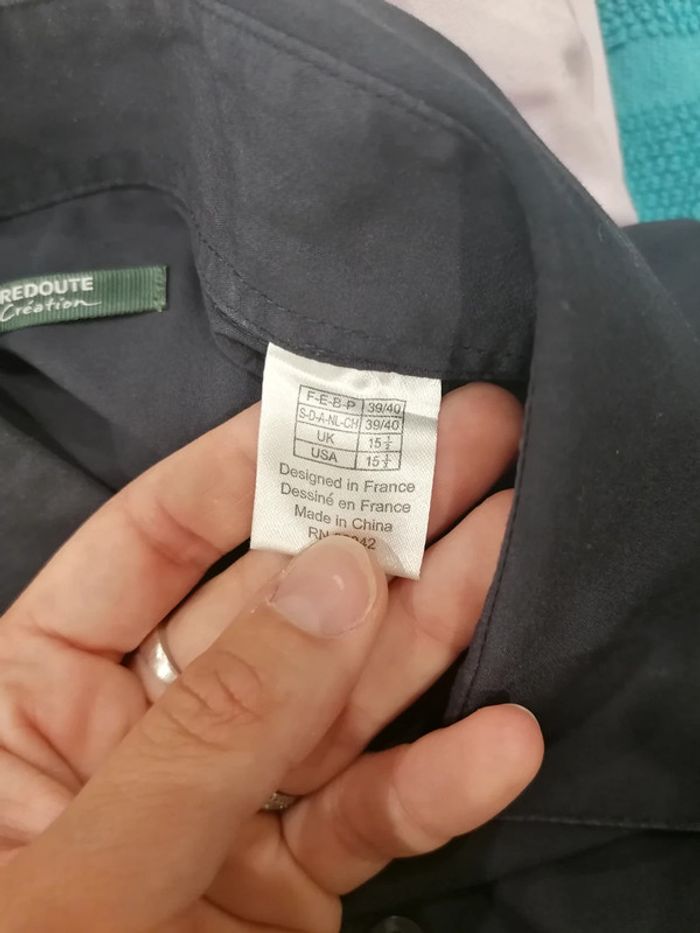 REDOUTE
Création
F-E-B-P 39/40
S-D-A-NL-CH 39/40
UK 15½
USA 15½
Designed in France
Dessiné en France
Made in China
RN